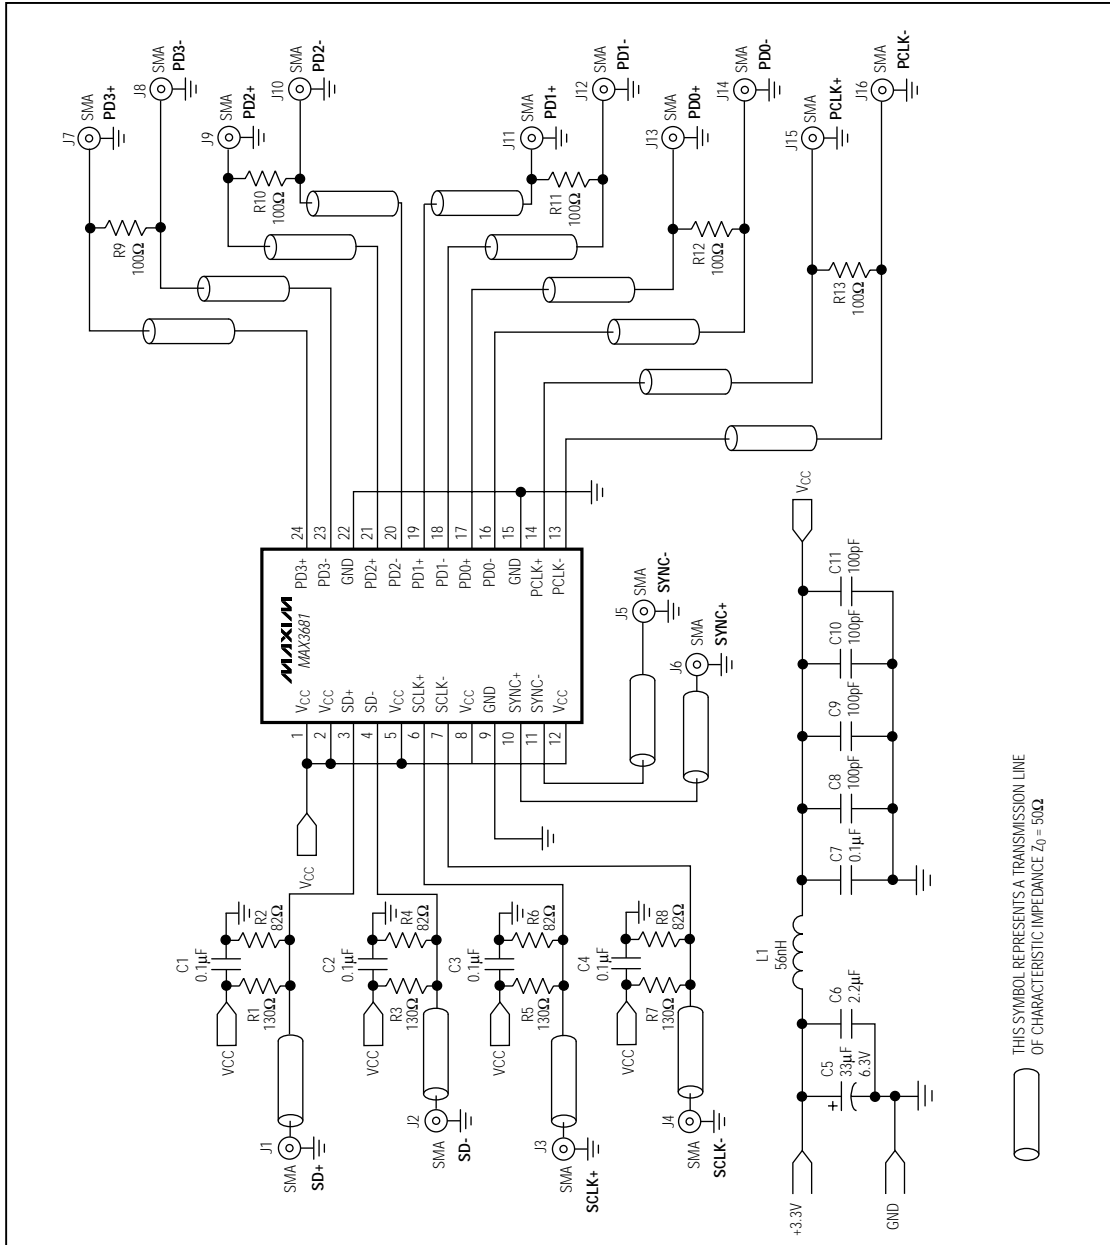 J7 SMA PD3+
J8 SMA PD3-
J9 SMA PD2+
J10 SMA PD2-
J11 SMA PD1+
J12 SMA PD1-
J13 SMA PD0+
J14 SMA PD0-
J15 SMA PCLK+
J16 SMA PCLK-
R9
100Ω
R10
100Ω
R11
100Ω
R12
100Ω
R13
100Ω
24 23 22 21 20 19 18 17 16 15 14 13
PD3+
PD3-
GND
PD2+
PD2-
PD1+
PD1-
PD0+
PD0-
GND
PCLK+
PCLK-
MAXIM
MAX3681
VCC
VCC
SD+
SD-
VCC
SCLK+
SCLK-
VCC
GND
SYNC+
SYNC-
VCC
1 2 3 4 5 6 7 8 9 10 11 12
J5 SMA SYNC-
J6 SMA SYNC+
VCC
C1
0.1µF
R2
82Ω
R1
130Ω
VCC
J1
SMA
SD+
C2
0.1µF
R4
82Ω
R3
130Ω
VCC
J2
SMA
SD-
C3
0.1µF
R6
82Ω
R5
130Ω
VCC
J3
SMA
SCLK+
C4
0.1µF
R8
82Ω
R7
130Ω
VCC
J4
SMA
SCLK-
+3.3V
GND
C5
33µF
6.3V
+
C6
2.2µF
L1
56nH
C7
0.1µF
C8
100pF
C9
100pF
C10
100pF
C11
100pF
VCC
THIS SYMBOL REPRESENTS A TRANSMISSION LINE
OF CHARACTERISTIC IMPEDANCE Z0 = 50Ω